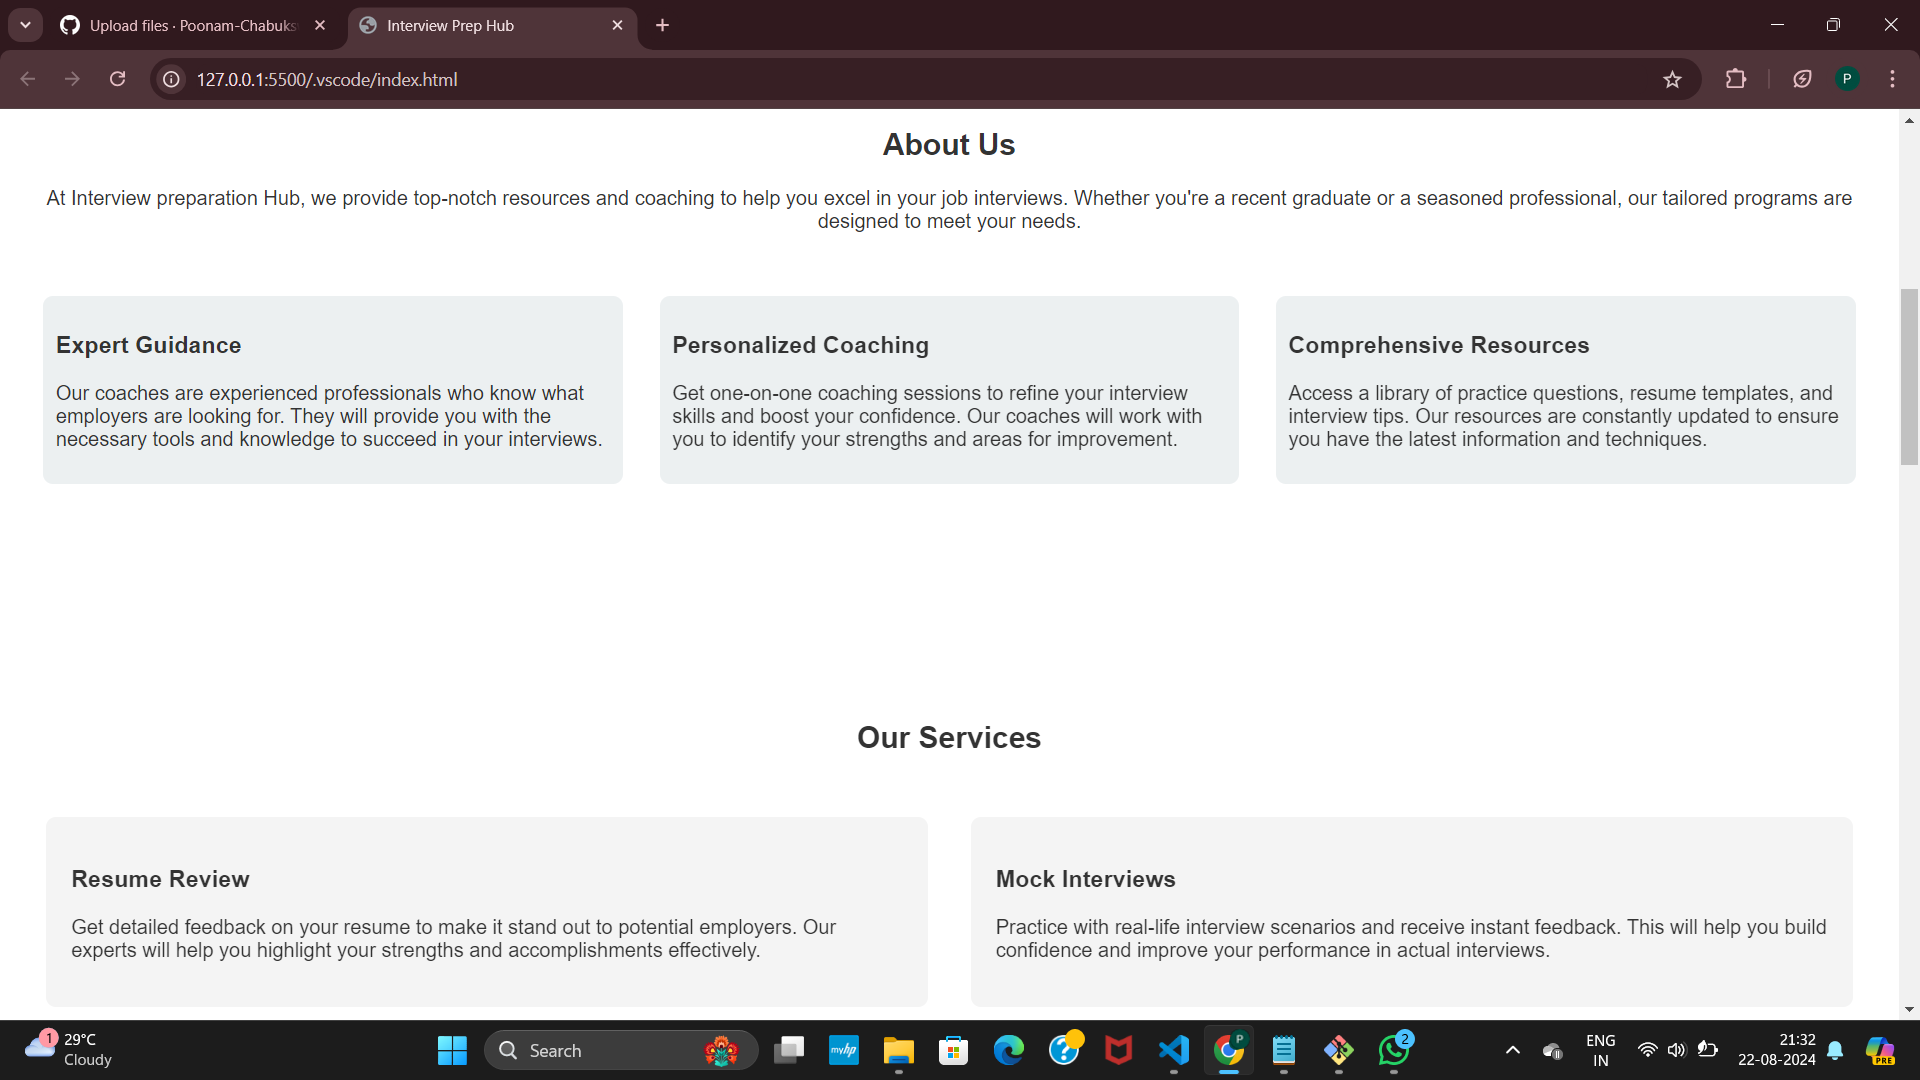 Upload files · Poonam-Chabuks
Interview Prep Hub
127.0.0.1:5500/.vscode/index.html
P
About Us
At Interview preparation Hub, we provide top-notch resources and coaching to help you excel in your job interviews. Whether you're a recent graduate or a seasoned professional, our tailored programs are
designed to meet your needs.
Expert Guidance
Our coaches are experienced professionals who know what
employers are looking for. They will provide you with the
necessary tools and knowledge to succeed in your interviews.
Personalized Coaching
Get one-on-one coaching sessions to refine your interview
skills and boost your confidence. Our coaches will work with
you to identify your strengths and areas for improvement.
Comprehensive Resources
Access a library of practice questions, resume templates, and
interview tips. Our resources are constantly updated to ensure
you have the latest information and techniques.
Our Services
Resume Review
Get detailed feedback on your resume to make it stand out to potential employers. Our
experts will help you highlight your strengths and accomplishments effectively.
Mock Interviews
Practice with real-life interview scenarios and receive instant feedback. This will help you build
confidence and improve your performance in actual interviews.
1
29°C
Cloudy
Search
myhp
?
P
2
ENG
IN
21:32
22-08-2024
PRE